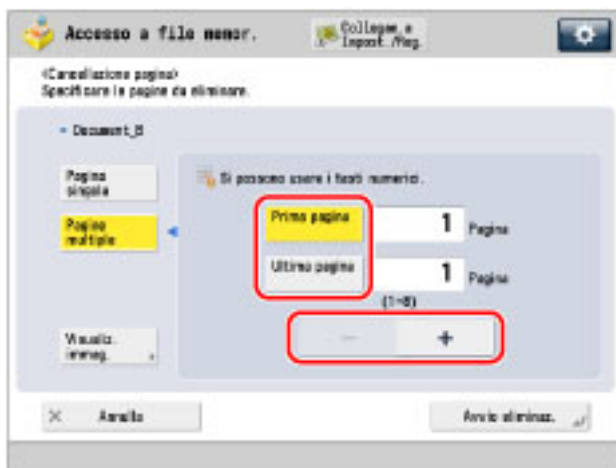 Accesso a file memor.
Collegam. a
Impost./Reg.
<Cancellazione pagina>
Specificare le pagine da eliminare.
Document_B
Pagina
singola
Si possono usare i tasti numerici.
Pagine
multiple
Prima pagina
1 Pagina
Ultima pagina
1 Pagina
(1-8)
− +
Visualiz.
immag.
× Annulla
Avvio eliminaz.